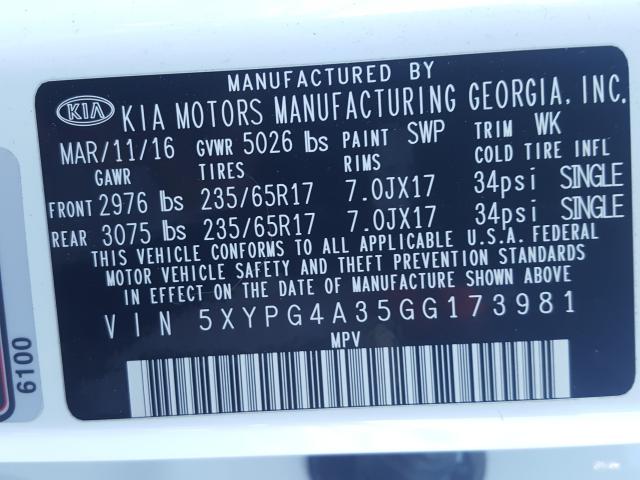 MANUFACTURED BY
KIA KIA MOTORS MANUFACTURING GEORGIA, INC.
MAR/11/16 GVWR 5026 lbs PAINT SWP TRIM WK
GAWR TIRES RIMS COLD TIRE INFL
FRONT 2976 lbs 235/65R17 7.0JX17 34psi SINGLE
REAR 3075 lbs 235/65R17 7.0JX17 34psi SINGLE
THIS VEHICLE CONFORMS TO ALL APPLICABLE U.S.A. FEDERAL
MOTOR VEHICLE SAFETY AND THEFT PREVENTION STANDARDS
IN EFFECT ON THE DATE OF MANUFACTURE SHOWN ABOVE
VIN 5XYPG4A35GG173981
MPV
6100